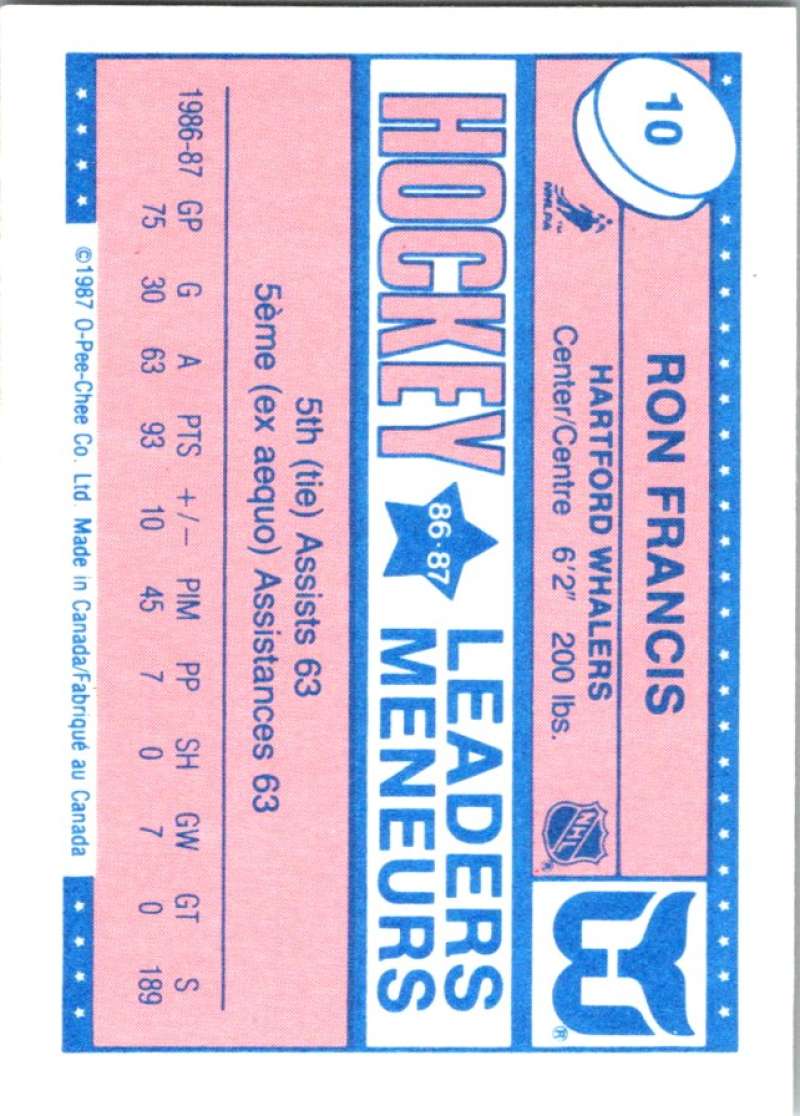 10
RON FRANCIS
HARTFORD WHALERS
Center/Centre 6'2" 200 lbs.
NHLPA™
NHL®
®
HOCKEY 86·87 LEADERS
MENEURS
5th (tie) Assists 63
5ème (ex aequo) Assistances 63
1986-87 GP G A PTS +/− PIM PP SH GW GT S
75 30 63 93 10 45 7 0 7 0 189
©1987 O-Pee-Chee Co. Ltd. Made in Canada/Fabriqué au Canada